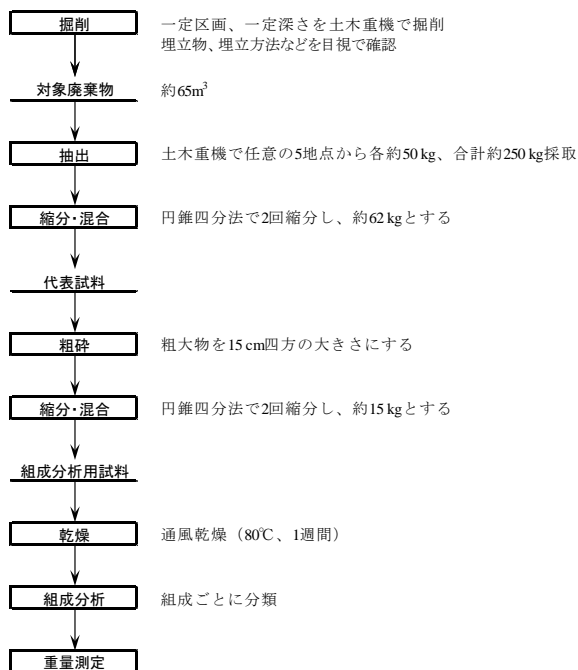 掘削
一定区画、一定深さを土木重機で掘削
埋立物、埋立方法などを目視で確認
対象廃棄物
約65m³
抽出
土木重機で任意の5地点から各約50 kg、合計約250 kg採取
縮分・混合
円錐四分法で2回縮分し、約62 kgとする
代表試料
粗砕
粗大物を15 cm四方の大きさにする
縮分・混合
円錐四分法で2回縮分し、約15 kgとする
組成分析用試料
乾燥
通風乾燥（80℃、1週間）
組成分析
組成ごとに分類
重量測定